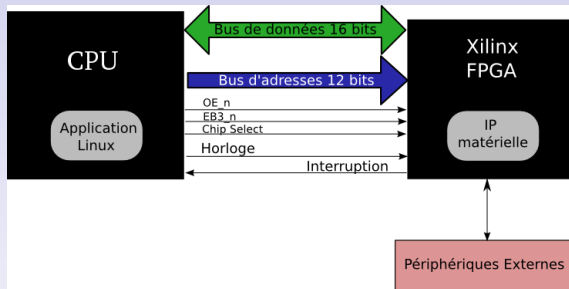 Bus de données 16 bits
CPU
Xilinx
FPGA
Bus d'adresses 12 bits
OE_n
EB3_n
Chip Select
Application
Linux
IP
matérielle
Horloge
Interruption
Périphériques Externes